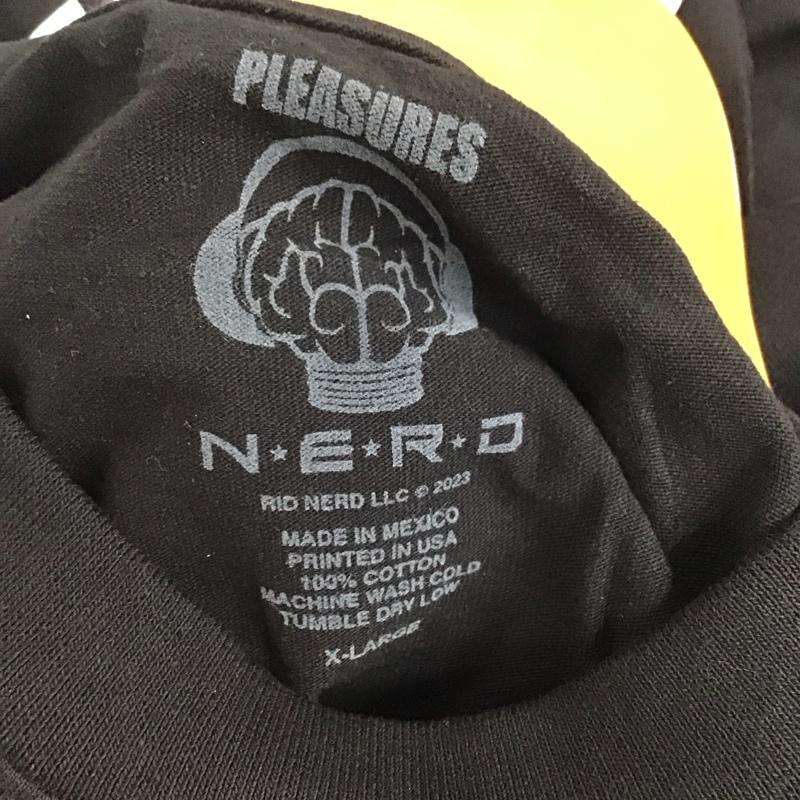 PLEASURES
N★E★R★D
RID NERD LLC © 2023
MADE IN MEXICO
PRINTED IN USA
100% COTTON
MACHINE WASH COLD
TUMBLE DRY LOW
X-LARGE